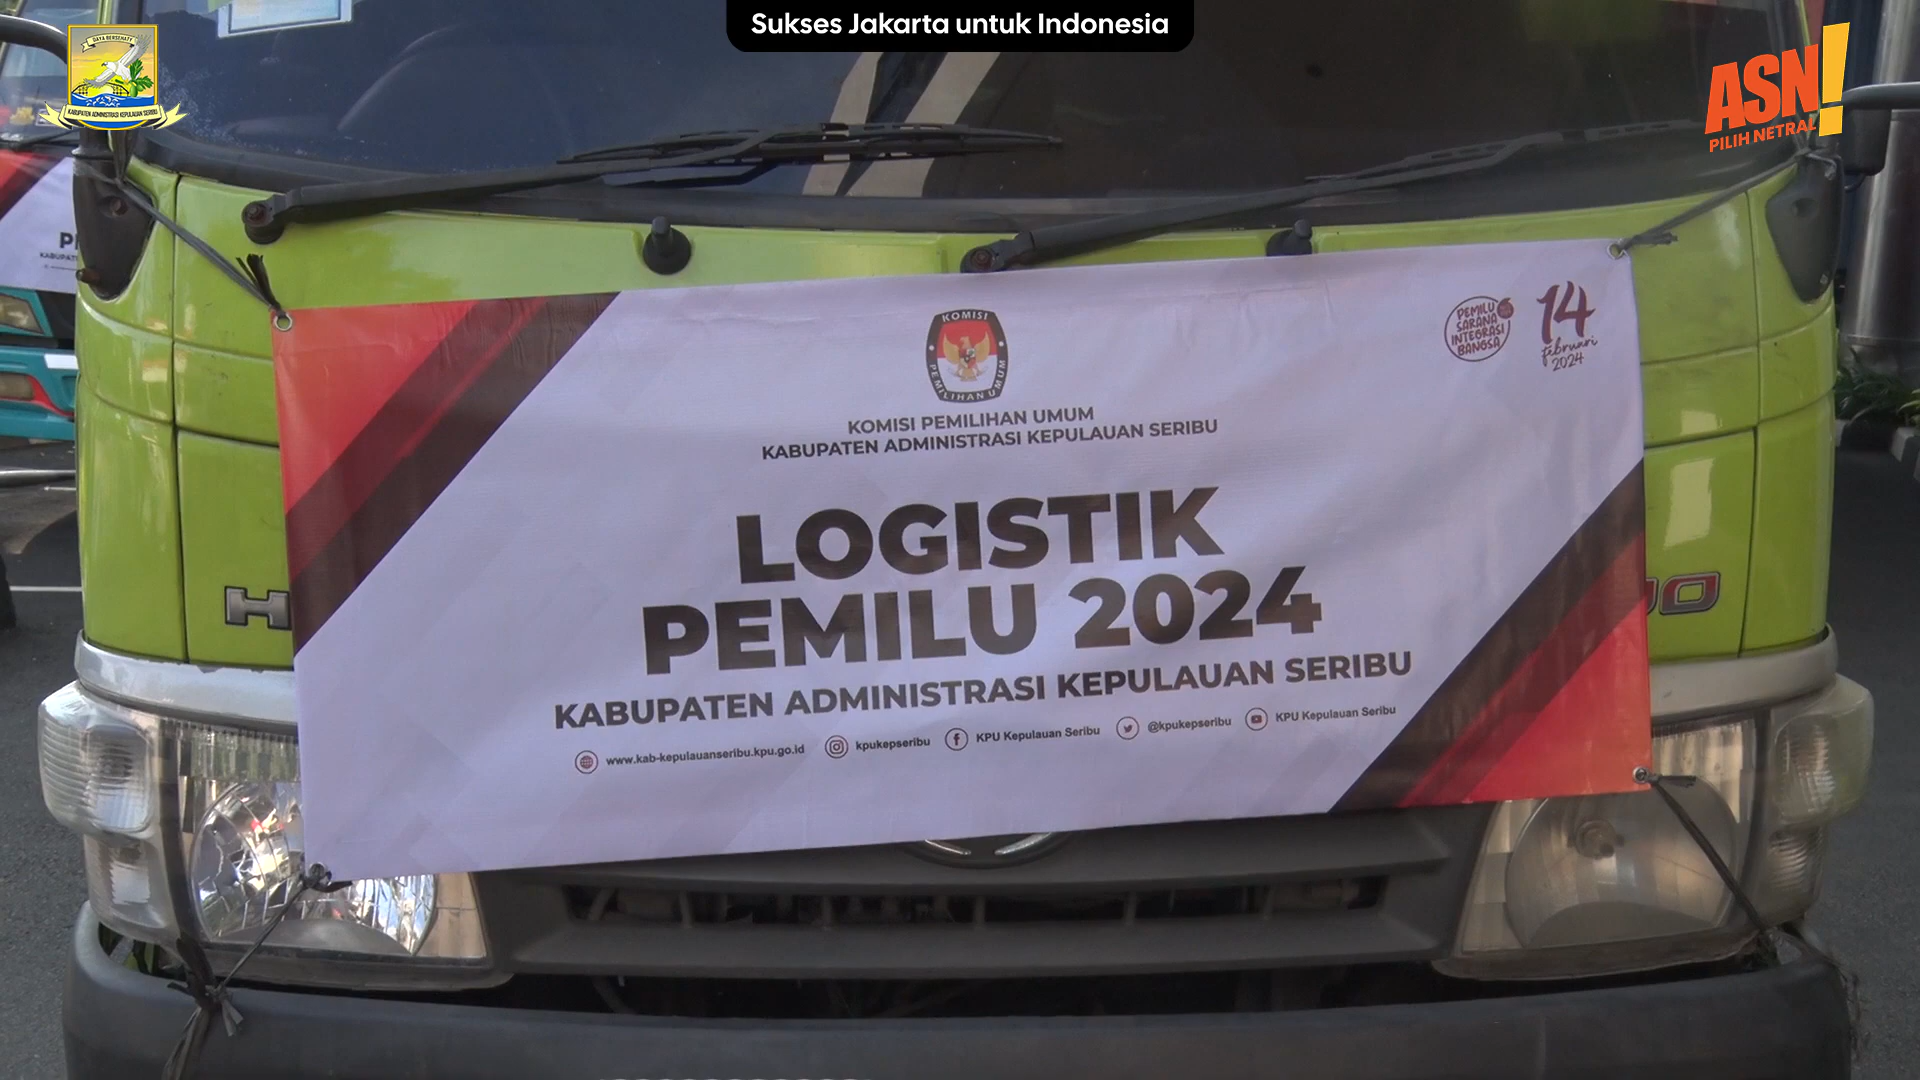 Sukses Jakarta untuk Indonesia
DAYA BERSEHATY
KABUPATEN ADMINISTRASI KEPULAUAN SERIBU
ASN!
PILIH NETRAL
KOMISI
PEMILIHAN UMUM
PEMILU
SARANA
INTEGRASI
BANGSA
14
februari
2024
KOMISI PEMILIHAN UMUM
KABUPATEN ADMINISTRASI KEPULAUAN SERIBU
LOGISTIK
PEMILU 2024
KABUPATEN ADMINISTRASI KEPULAUAN SERIBU
www.kab-kepulauanseribu.kpu.go.id kpukepseribu KPU Kepulauan Seribu @kpukepseribu KPU Kepulauan Seribu